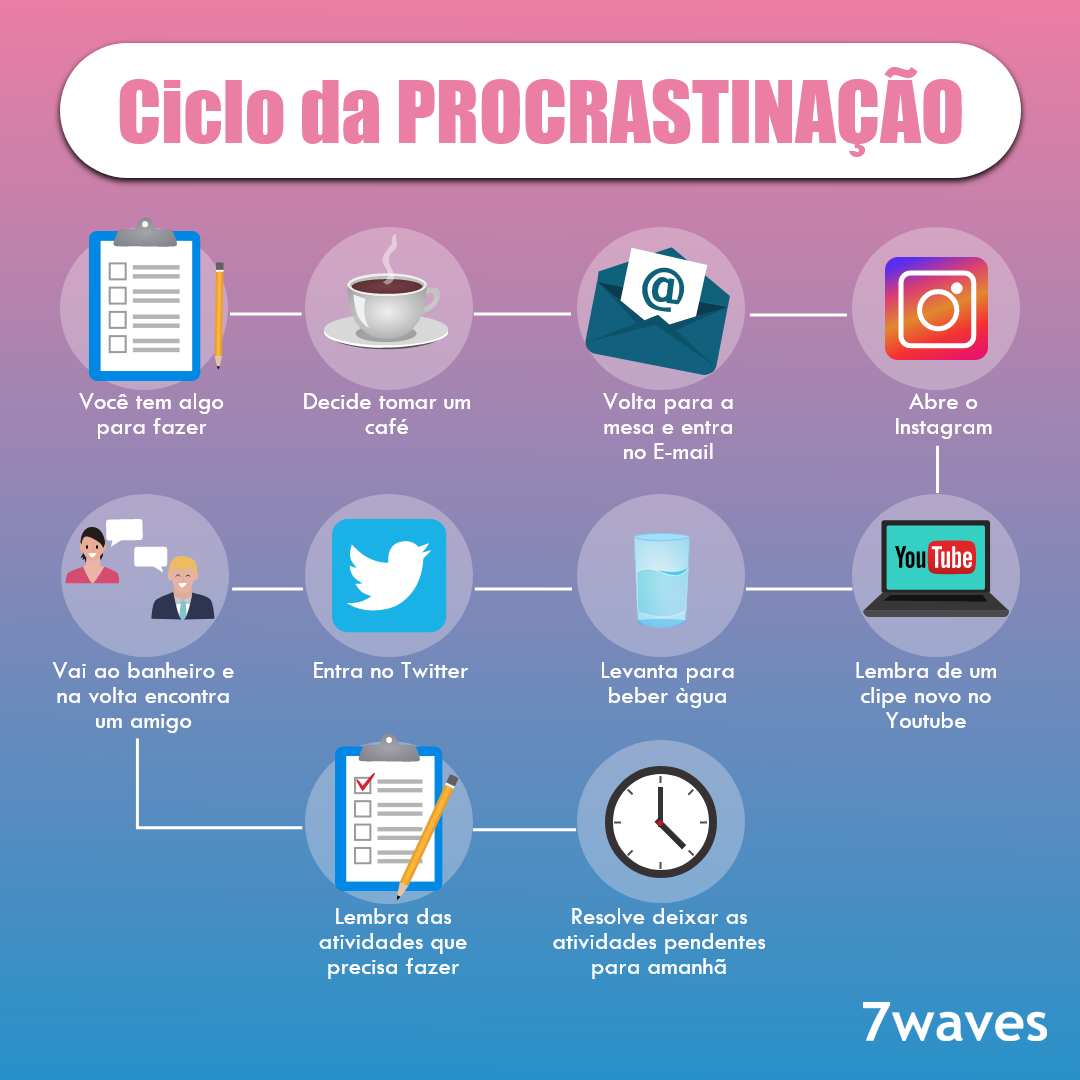 Ciclo da PROCRASTINAÇÃO
Você tem algo
para fazer
Decide tomar um
café
@
Volta para a
mesa e entra
no E-mail
Abre o
Instagram
YouTube
Lembra de um
clipe novo no
Youtube
Levanta para
beber àgua
Entra no Twitter
Vai ao banheiro e
na volta encontra
um amigo
Lembra das
atividades que
precisa fazer
Resolve deixar as
atividades pendentes
para amanhã
7waves